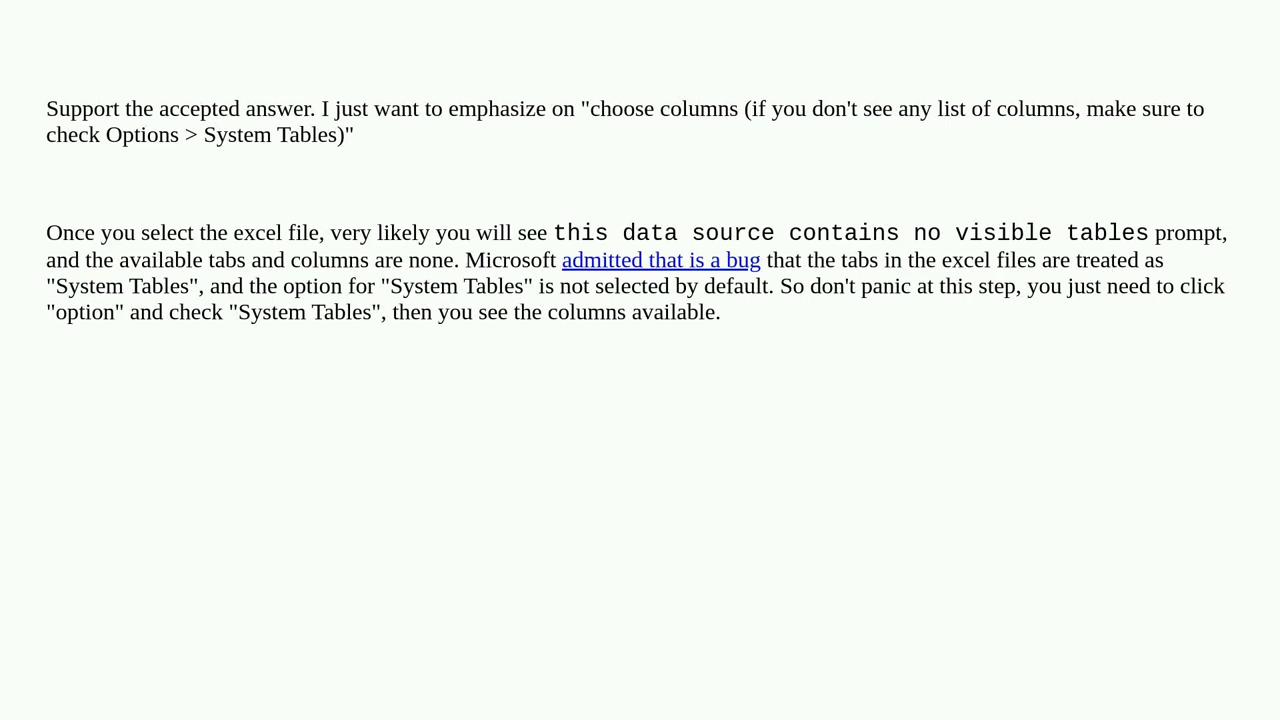 Support the accepted answer. I just want to emphasize on "choose columns (if you don't see any list of columns, make sure to
check Options > System Tables)"
Once you select the excel file, very likely you will see this data source contains no visible tables prompt,
and the available tabs and columns are none. Microsoft admitted that is a bug that the tabs in the excel files are treated as
"System Tables", and the option for "System Tables" is not selected by default. So don't panic at this step, you just need to click
"option" and check "System Tables", then you see the columns available.